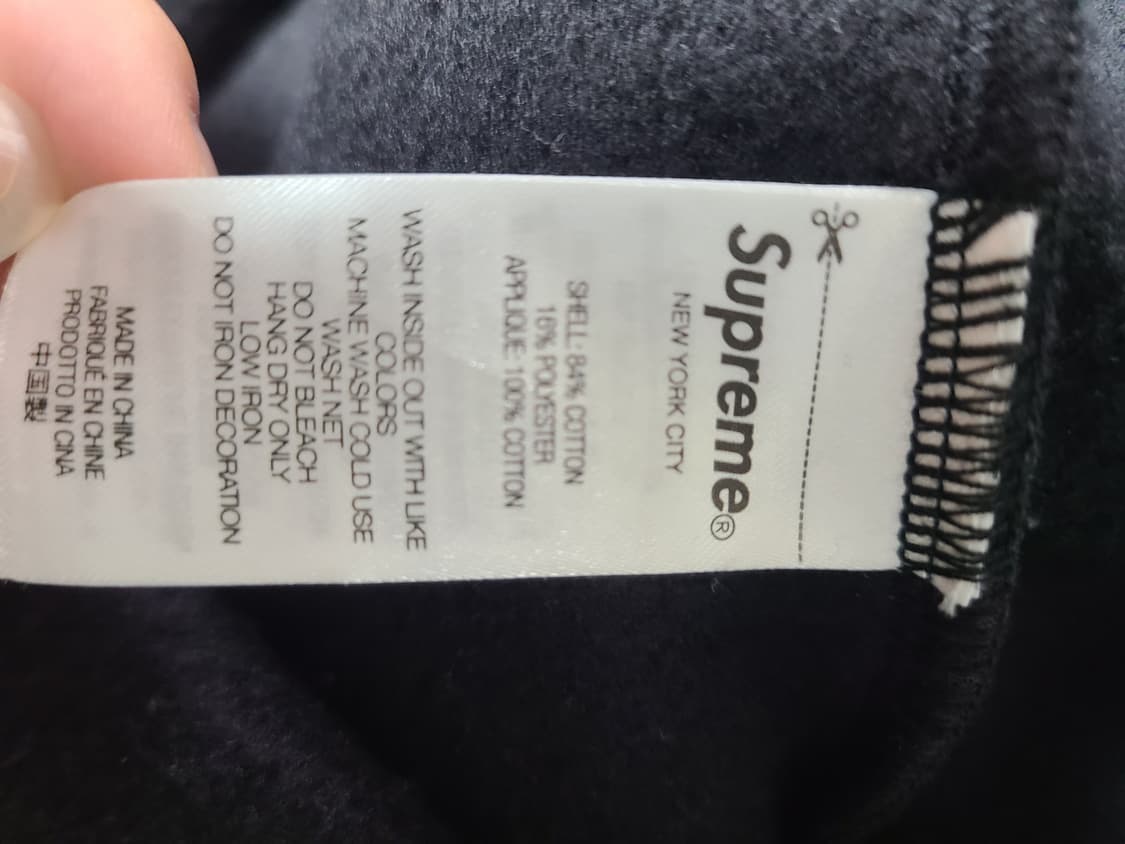 Supreme®
NEW YORK CITY
SHELL: 84% COTTON
16% POLYESTER
APPLIQUE: 100% COTTON
WASH INSIDE OUT WITH LIKE
COLORS
MACHINE WASH COLD USE
WASH NET
DO NOT BLEACH
HANG DRY ONLY
LOW IRON
DO NOT IRON DECORATION
MADE IN CHINA
FABRIQUÉ EN CHINE
PRODOTTO IN CINA
中国製